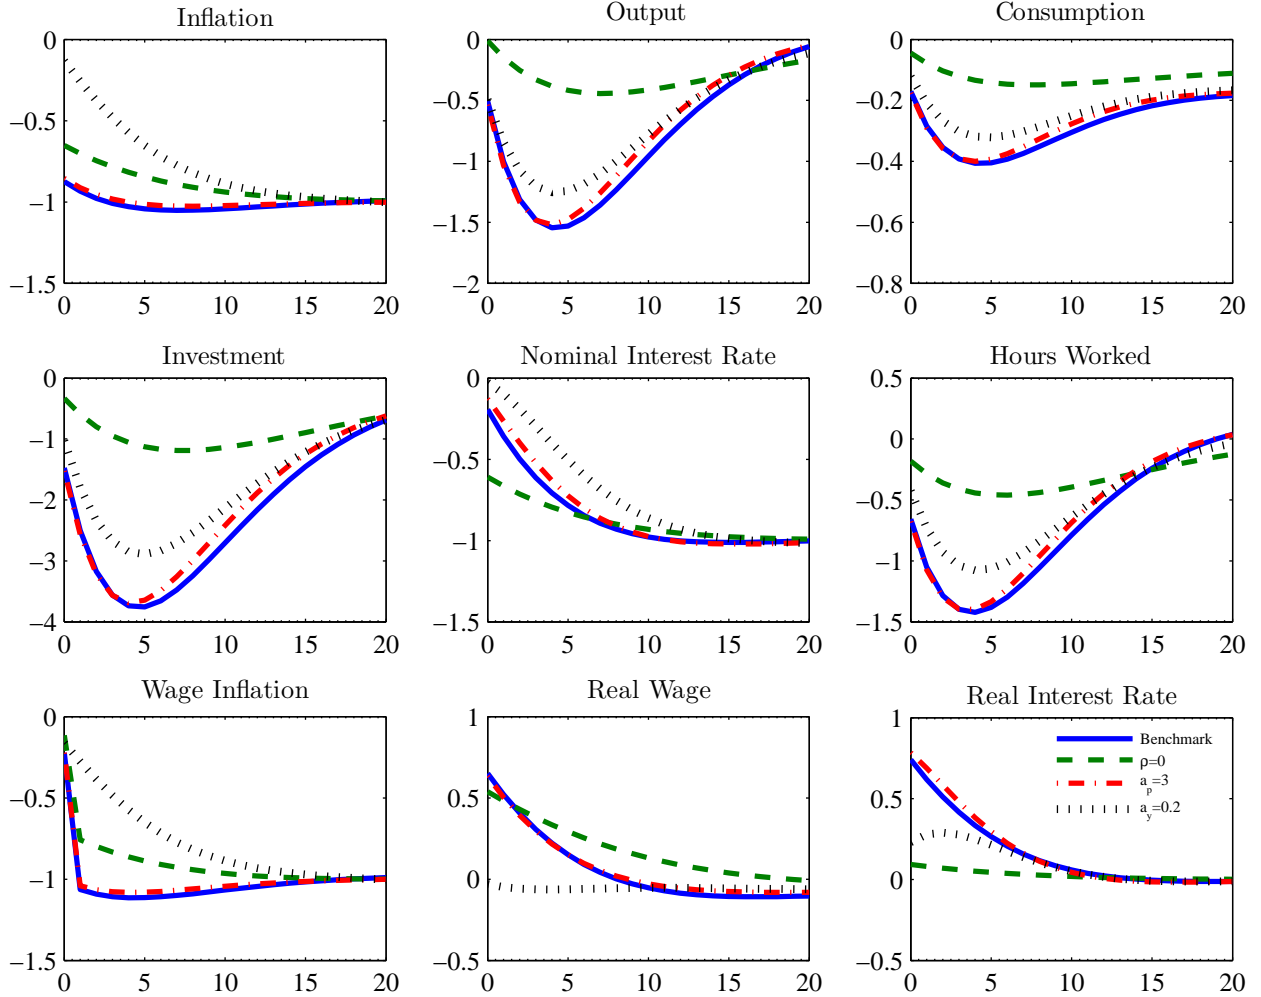 Inflation
Output
Consumption
0
−0.5
−1
−1.5
0 5 10 15 20
0
−0.5
−1
−1.5
−2
0 5 10 15 20
0
−0.2
−0.4
−0.6
−0.8
0 5 10 15 20
Investment
Nominal Interest Rate
Hours Worked
0
−1
−2
−3
−4
0 5 10 15 20
0
−0.5
−1
−1.5
0 5 10 15 20
0.5
0
−0.5
−1
−1.5
0 5 10 15 20
Wage Inflation
Real Wage
Real Interest Rate
0
−0.5
−1
−1.5
0 5 10 15 20
1
0.5
0
−0.5
0 5 10 15 20
1
0.5
0
−0.5
0 5 10 15 20
Benchmark
ρ=0
a_p=3
a_y=0.2